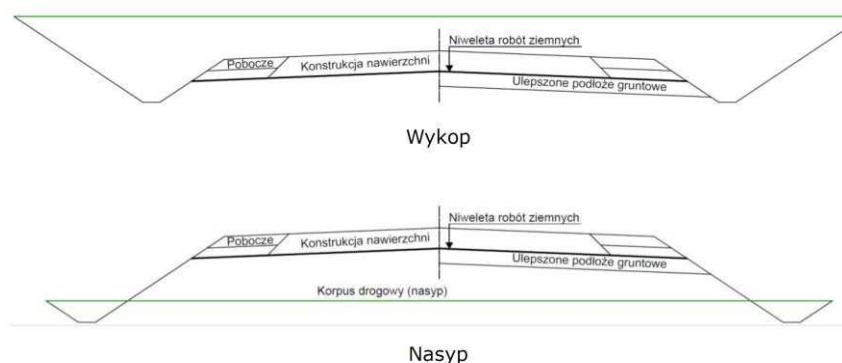 Niweleta robót ziemnych
Pobocze
Konstrukcja nawierzchni
Ulepszone podłoże gruntowe
Wykop
Niweleta robót ziemnych
Pobocze
Konstrukcja nawierzchni
Ulepszone podłoże gruntowe
Korpus drogowy (nasyp)
Nasyp